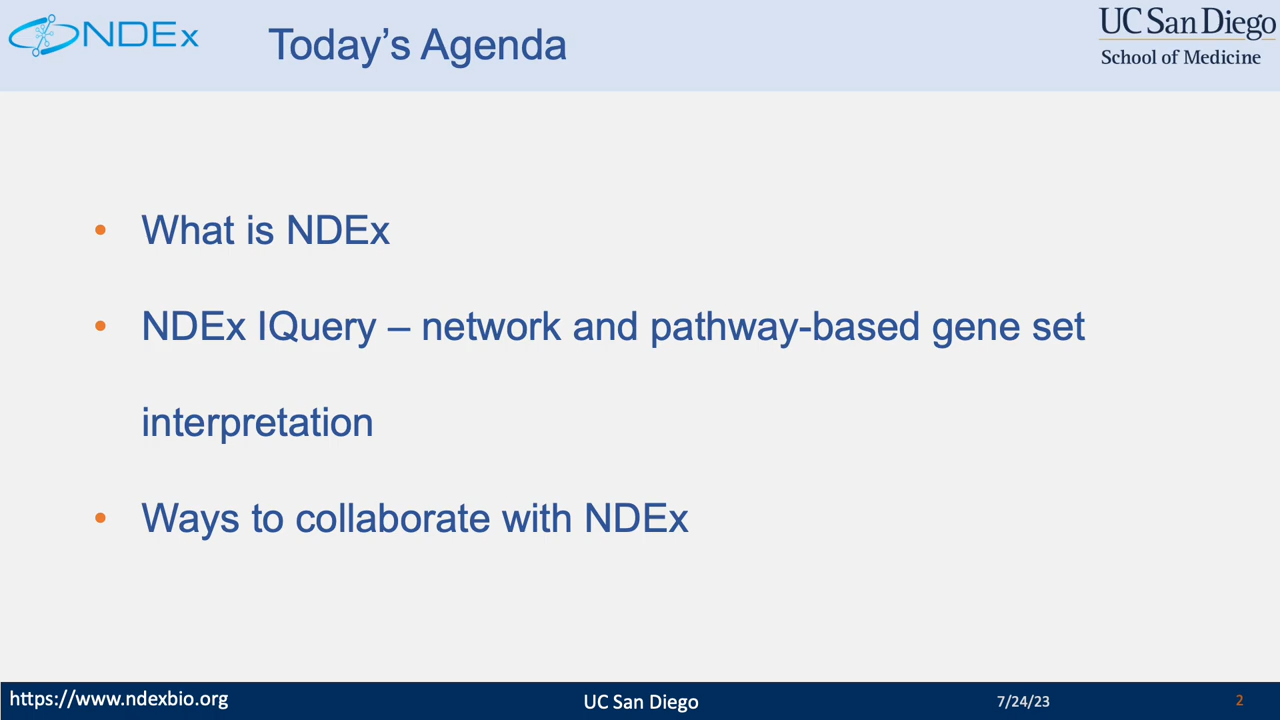 NDEx
Today's Agenda
UC San Diego
School of Medicine
• What is NDEx
• NDEx IQuery – network and pathway-based gene set
interpretation
• Ways to collaborate with NDEx
https://www.ndexbio.org
UC San Diego
7/24/23
2